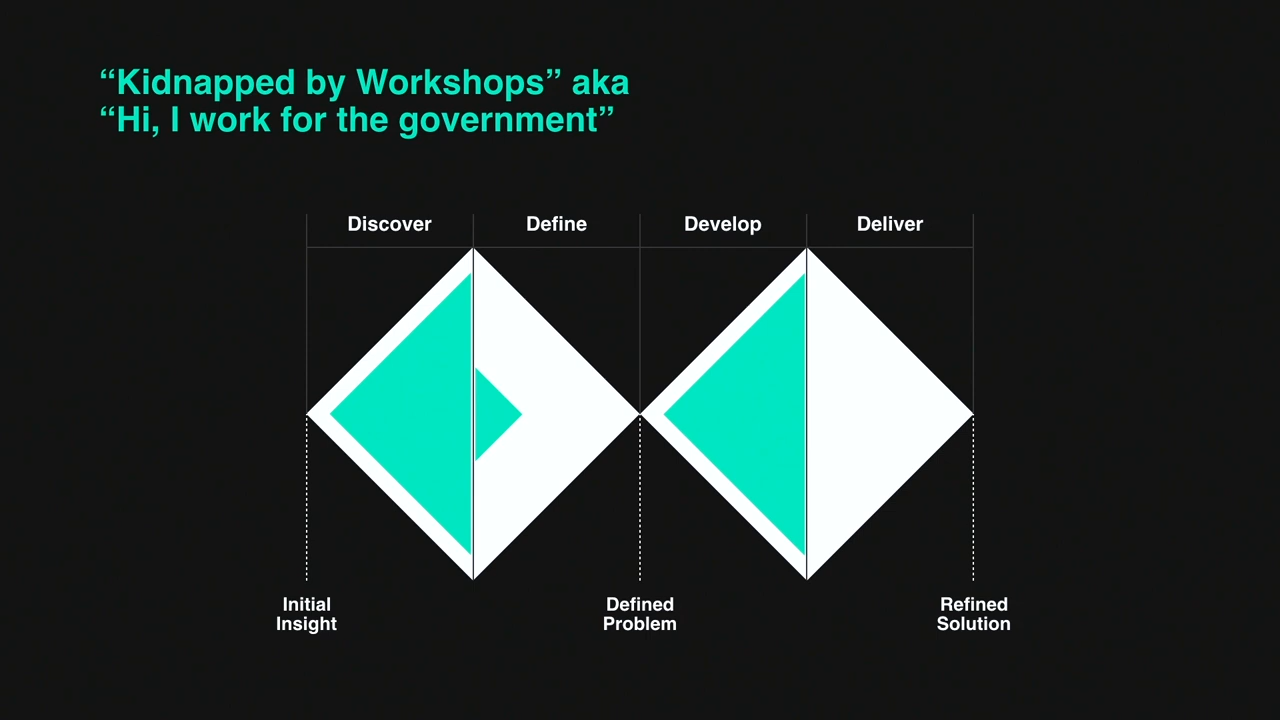 “Kidnapped by Workshops” aka
“Hi, I work for the government”
Discover
Define
Develop
Deliver
Initial
Insight
Defined
Problem
Refined
Solution